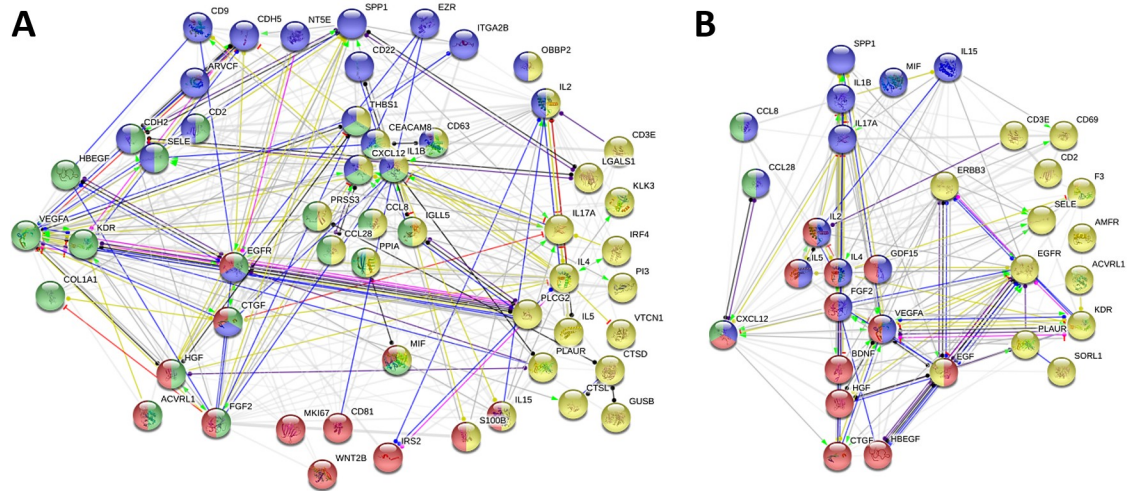 A
CD9
CDH5
NT5E
SPP1
EZR
ITGA2B
CD22
OBBP2
ARVCF
IL2
CD2
THBS1
CDH2
CEACAM8
CD63
SELE
CXCL12
IL1B
CD3E
LGALS1
HBEGF
PRSS3
KLK3
CCL8
IGLL5
IL17A
VEGFA
KDR
CCL28
IRF4
EGFR
PPIA
IL4
PI3
COL1A1
CTGF
PLCG2
IL5
VTCN1
HGF
MIF
PLAUR
CTSD
ACVRL1
FGF2
MKI67
CD81
IL15
CTSL
GUSB
S100B
IRS2
WNT2B
B
SPP1
IL15
MIF
IL1B
CCL8
IL17A
CD3E
CD69
CCL28
CD2
ERBB3
F3
IL2
SELE
AMFR
IL5
IL4
GDF15
EGFR
ACVRL1
FGF2
CXCL12
VEGFA
KDR
PLAUR
BDNF
EGF
SORL1
HGF
CTGF
HBEGF